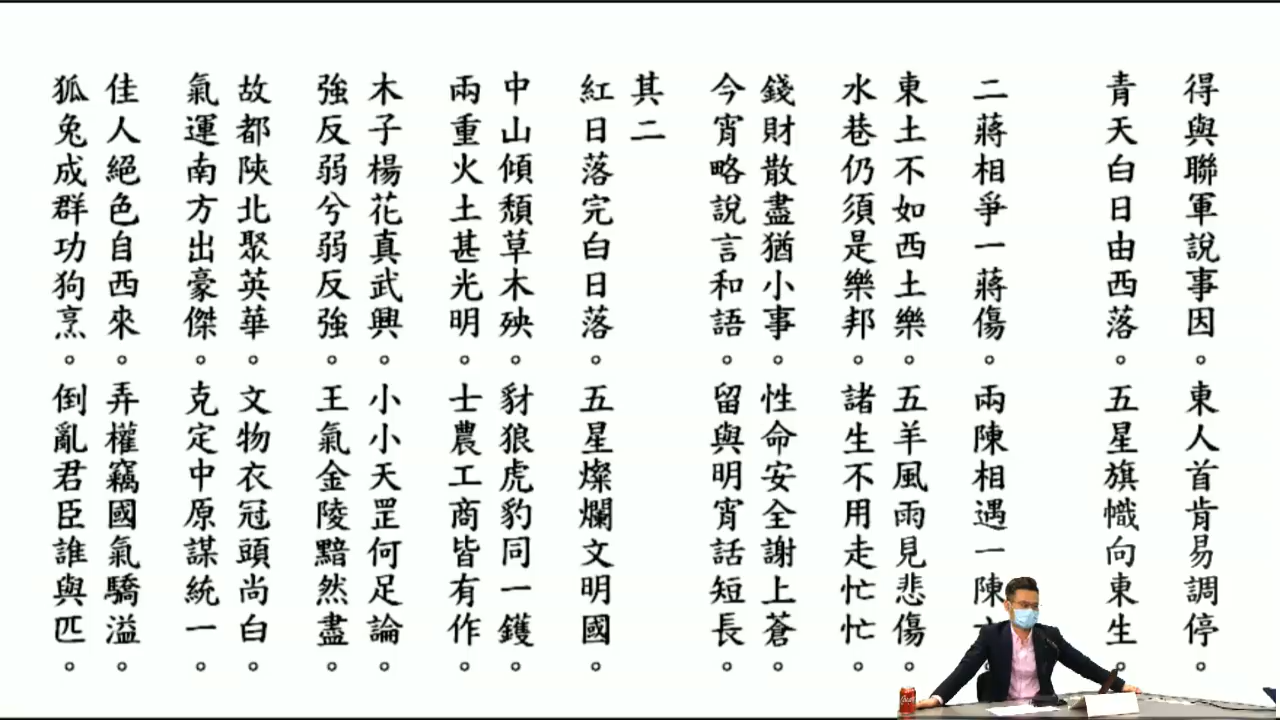 得與聯軍說事因。東人首肯易調停。
青天白日由西落。五星旗幟向東生。
二蔣相爭一蔣傷。兩陳相遇一陳
東土不如西土樂。五羊風雨見悲傷。
水巷仍須是樂邦。諸生不用走忙忙。
錢財散盡猶小事。性命安全謝上蒼。
今宵略說言和語。留與明宵話短長。
其二
紅日落完白日落。五星燦爛文明國。
中山傾頹草木殃。豺狼虎豹同一鑊。
兩重火土甚光明。士農工商皆有作。
木子楊花真武興。小小天罡何足論。
強反弱兮弱反強。王氣金陵黯然盡。
故都陝北聚英華。文物衣冠頭尚白。
氣運南方出豪傑。克定中原謀統一。
佳人絕色自西來。弄權竊國氣驕溢。
狐兔成群功狗烹。倒亂君臣誰與匹。